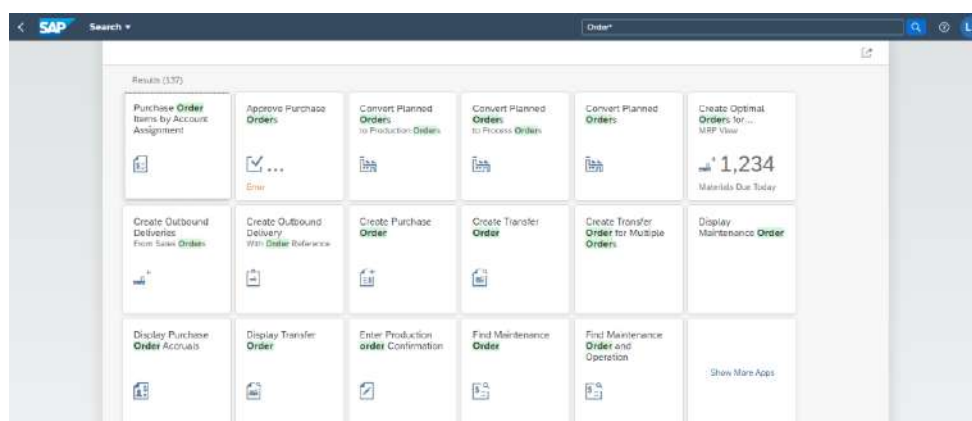 SAP Search
Order*
L
Results (137)
Purchase Order
Items by Account
Assignment
Approve Purchase
Orders
...
Error
Convert Planned
Orders
to Production Orders
Convert Planned
Orders
to Process Orders
Convert Planned
Orders
Create Optimal
Orders for...
MRP View
1,234
Materials Due Today
Create Outbound
Deliveries
From Sales Orders
Create Outbound
Delivery
With Order Reference
Create Purchase
Order
Create Transfer
Order
Create Transfer
Order for Multiple
Orders
Display
Maintenance Order
Display Purchase
Order Accruals
Display Transfer
Order
Enter Production
order Confirmation
Find Maintenance
Order
Find Maintenance
Order and
Operation
Show More Apps